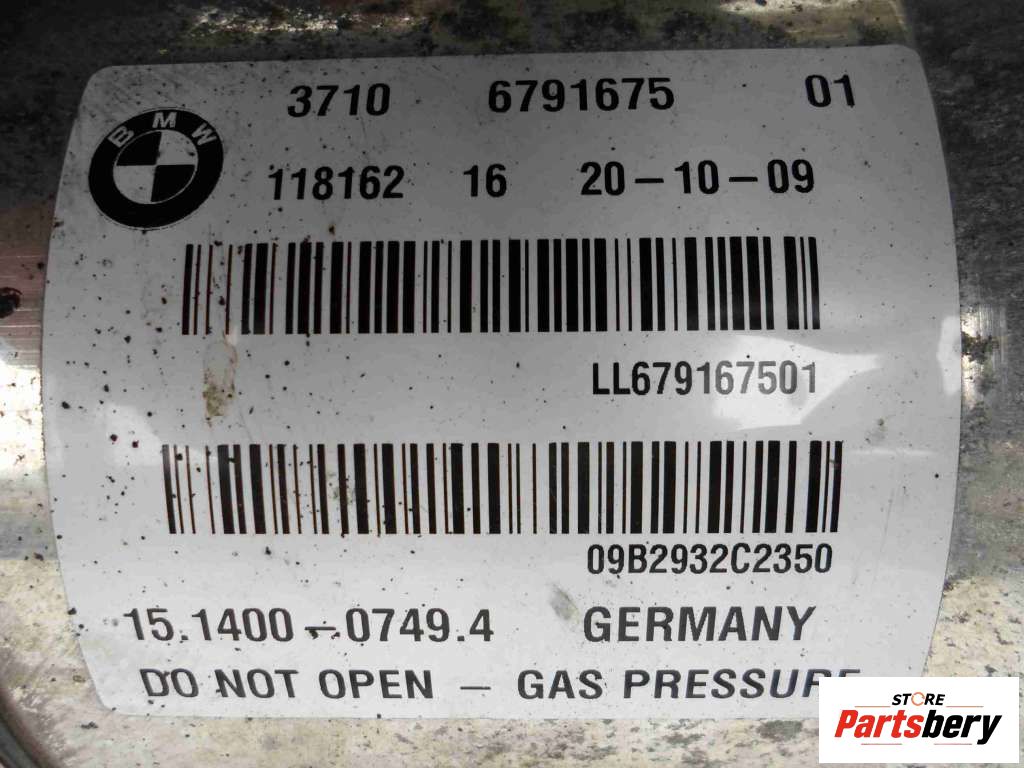 3710 6791675 01
BMW
118162 16 20-10-09
LL679167501
09B2932C2350
15.1400-0749.4 GERMANY
DO NOT OPEN - GAS PRESSURE
STORE
Partsbery